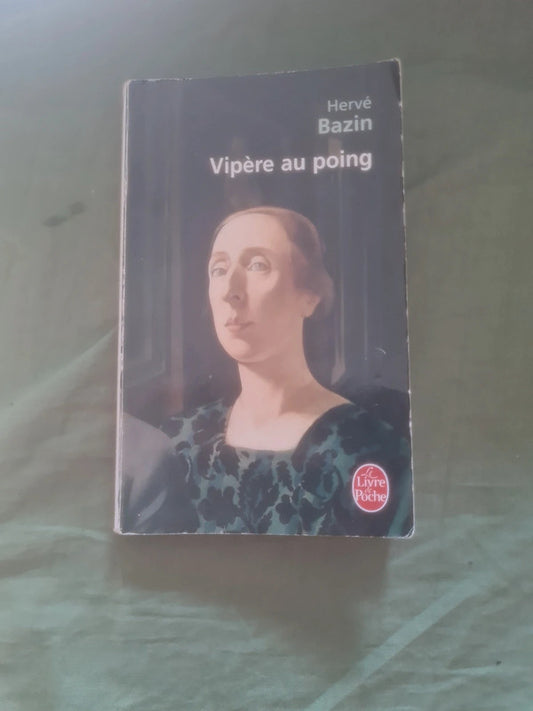 Hervé
Bazin
Vipère au poing
Le
Livre
de
Poche